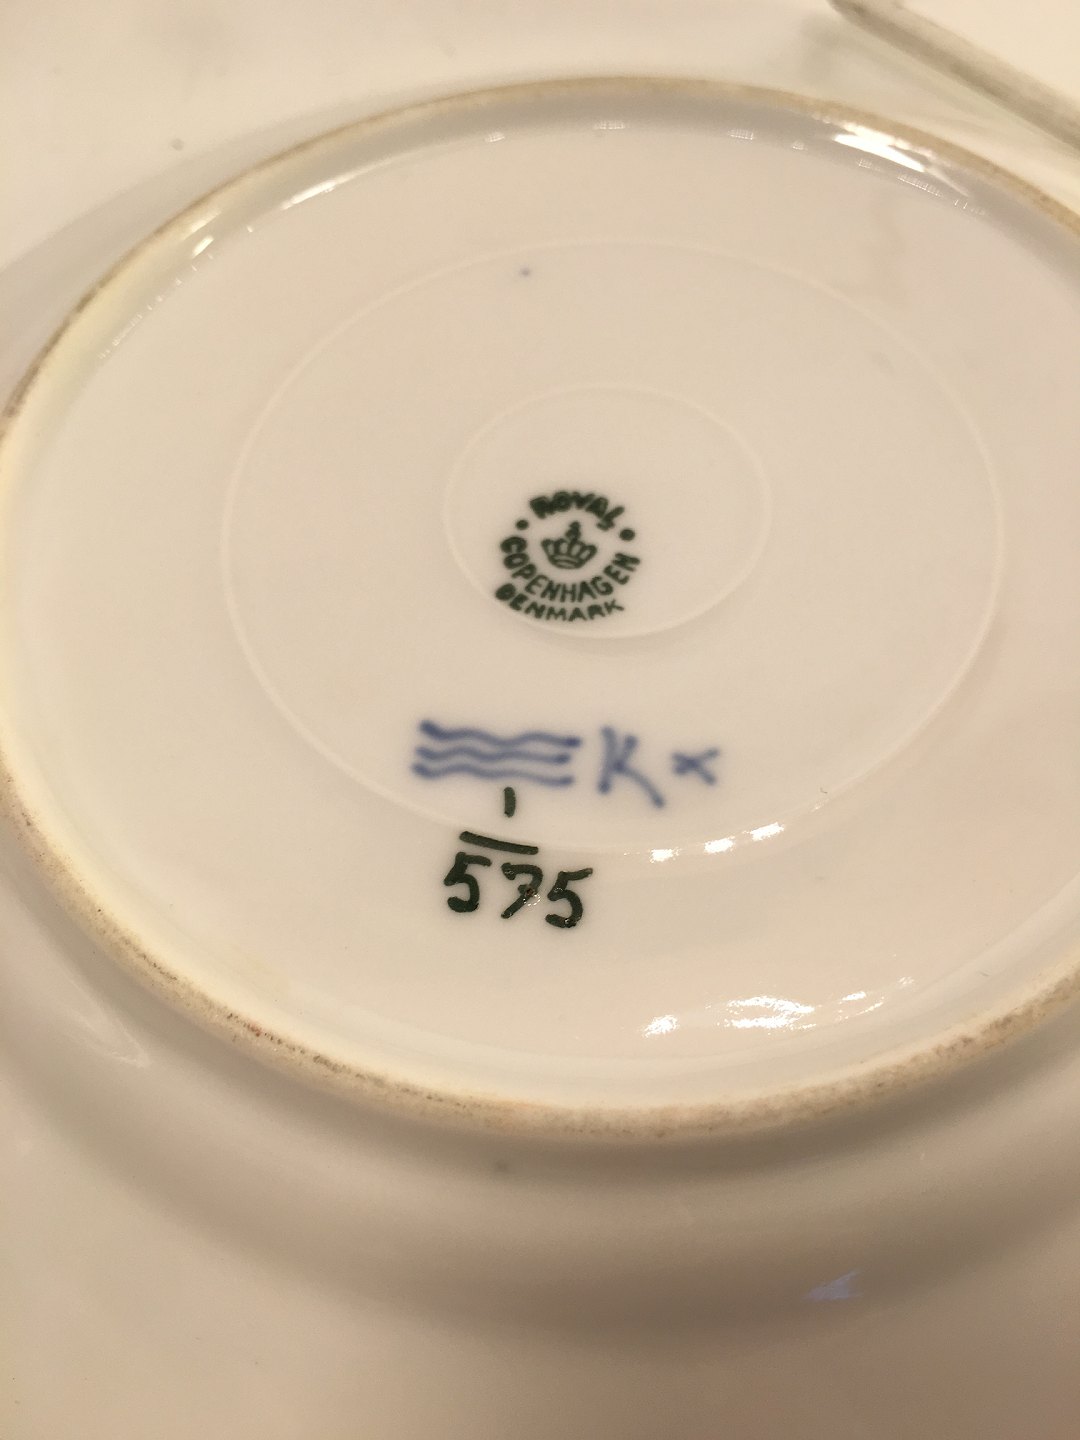 ROYAL
COPENHAGEN
DENMARK
K x
1
575